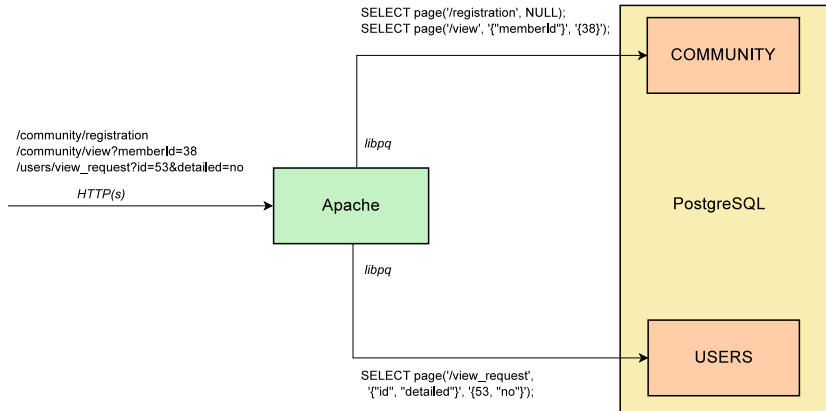 SELECT page('/registration', NULL);
SELECT page('/view', '{"memberId"}', '{38}');
COMMUNITY
/community/registration
/community/view?memberId=38
/users/view_request?id=53&detailed=no
HTTP(s)
libpq
Apache
PostgreSQL
libpq
USERS
SELECT page('/view_request',
'{"id", "detailed"}', '{53, "no"}');